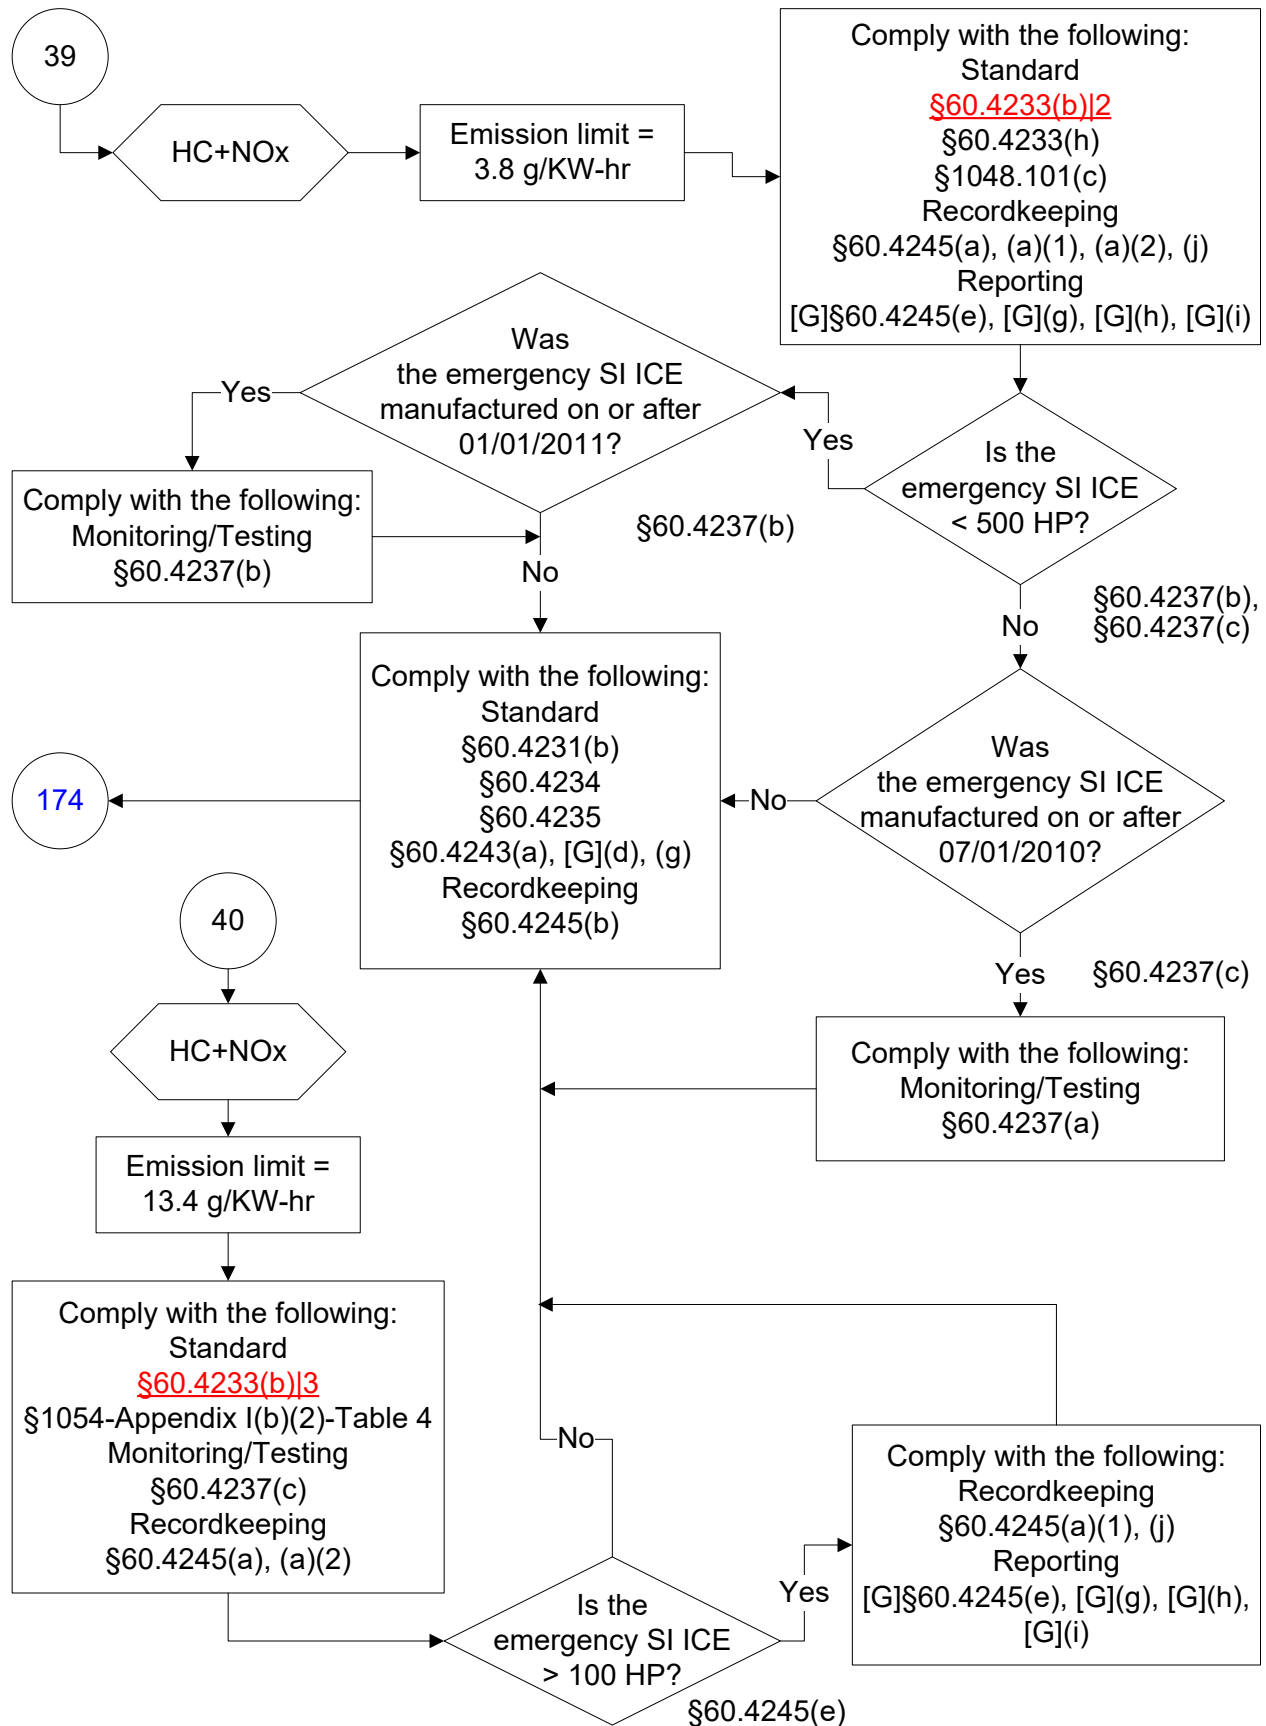 39
HC+NOx
Emission limit =
3.8 g/KW-hr
Comply with the following:
Standard
§60.4233(b)|2
§60.4233(h)
§1048.101(c)
Recordkeeping
§60.4245(a), (a)(1), (a)(2), (j)
Reporting
[G]§60.4245(e), [G](g), [G](h), [G](i)
Is the
emergency SI ICE
< 500 HP?
Yes
§60.4237(b)
Was
the emergency SI ICE
manufactured on or after
01/01/2011?
Yes
Comply with the following:
Monitoring/Testing
§60.4237(b)
No
No
§60.4237(b),
§60.4237(c)
Was
the emergency SI ICE
manufactured on or after
07/01/2010?
No
Yes
§60.4237(c)
Comply with the following:
Monitoring/Testing
§60.4237(a)
Comply with the following:
Standard
§60.4231(b)
§60.4234
§60.4235
§60.4243(a), [G](d), (g)
Recordkeeping
§60.4245(b)
174
40
HC+NOx
Emission limit =
13.4 g/KW-hr
Comply with the following:
Standard
§60.4233(b)|3
§1054-Appendix I(b)(2)-Table 4
Monitoring/Testing
§60.4237(c)
Recordkeeping
§60.4245(a), (a)(2)
Is the
emergency SI ICE
> 100 HP?
No
Yes
§60.4245(e)
Comply with the following:
Recordkeeping
§60.4245(a)(1), (j)
Reporting
[G]§60.4245(e), [G](g), [G](h),
[G](i)